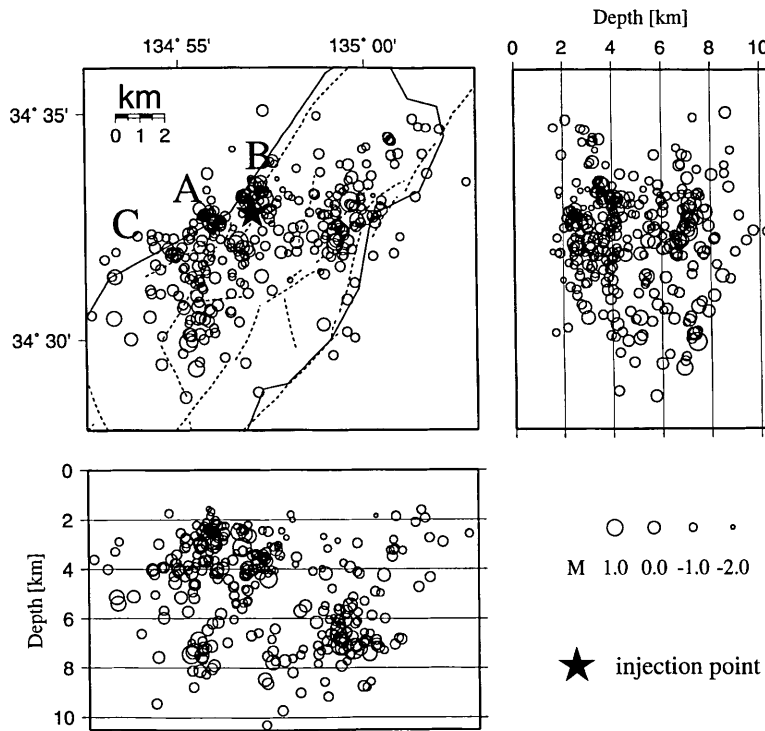 Depth [km]
134° 55' 135° 00' 0 2 4 6 8 10
km
0 1 2
34° 35'
34° 30'
A
B
C
0
2
4
6
8
10
Depth [km]
M 1.0 0.0 -1.0 -2.0
injection point